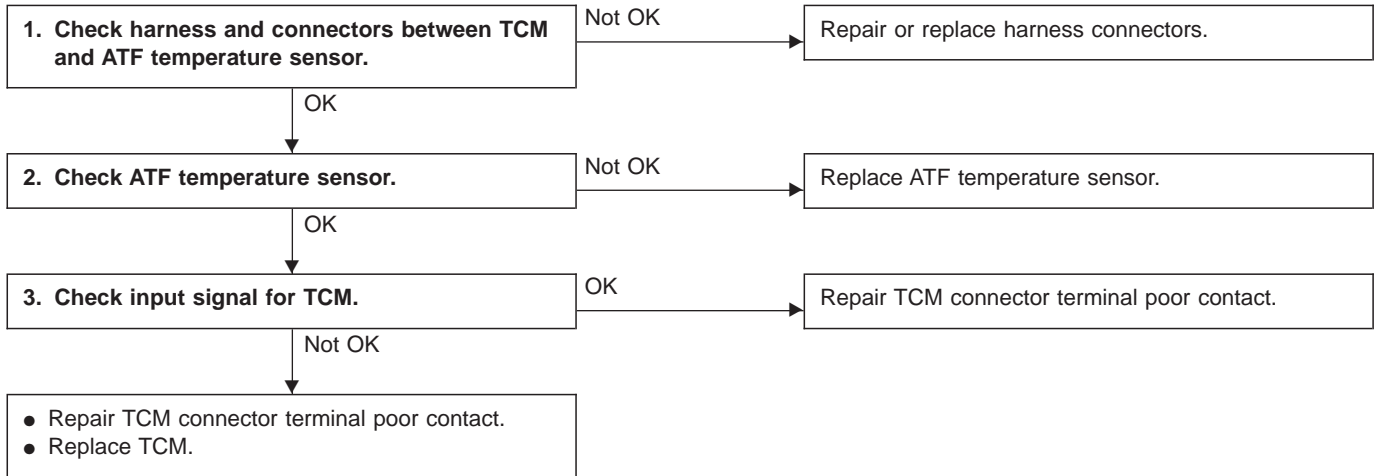 1. Check harness and connectors between TCM
and ATF temperature sensor.
Not OK
Repair or replace harness connectors.
OK
2. Check ATF temperature sensor.
Not OK
Replace ATF temperature sensor.
OK
3. Check input signal for TCM.
OK
Repair TCM connector terminal poor contact.
Not OK
● Repair TCM connector terminal poor contact.
● Replace TCM.